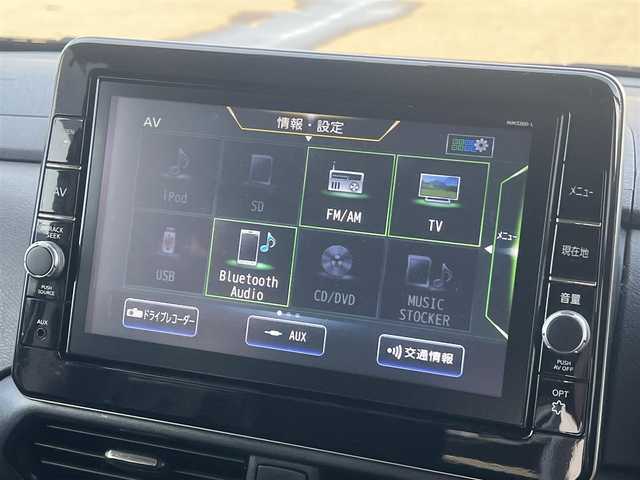 情報・設定
AV
iPod
SD
FM/AM
TV
メニュー
USB
Bluetooth
Audio
CD/DVD
MUSIC
STOCKER
ドライブレコーダー
AUX
交通情報
AV
TRACK
SEEK
PUSH
SOURCE
AUX
メニュー
現在地
音量
PUSH
AV OFF
OPT